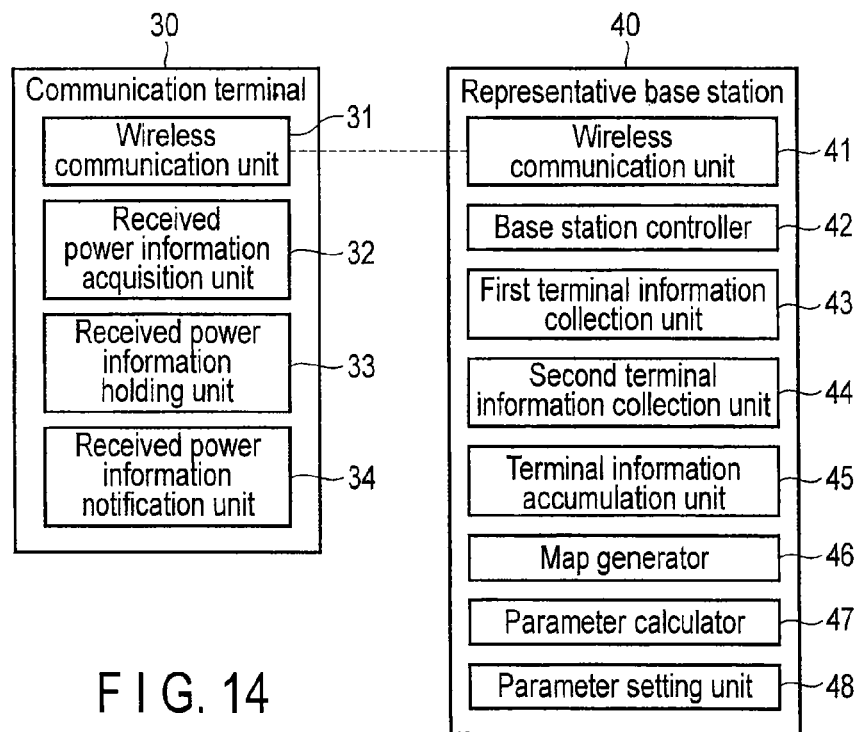 30
Communication terminal
31
Wireless
communication unit
Received
power information
acquisition unit
32
Received power
information
holding unit
33
Received power
information
notification unit
34
40
Representative base station
Wireless
communication unit
41
Base station controller
42
First terminal information
collection unit
43
Second terminal
information collection unit
44
Terminal information
accumulation unit
45
Map generator
46
Parameter calculator
47
Parameter setting unit
48
F I G. 14